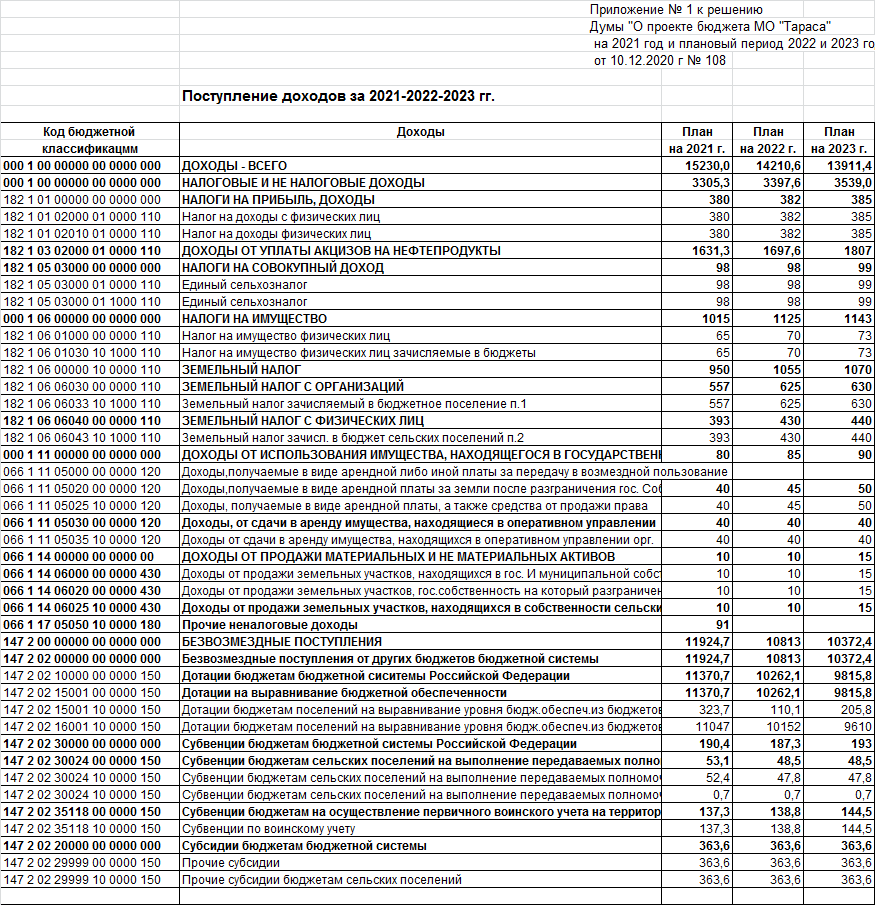 Приложение № 1 к решению
Думы "О проекте бюджета МО "Тараса"
на 2021 год и плановый период 2022 и 2023 го
от 10.12.2020 г № 108
Поступление доходов за 2021-2022-2023 гг.
Код бюджетной Доходы План План План
классификацмм на 2021 г. на 2022 г. на 2023 г.
000 1 00 00000 00 0000 000 ДОХОДЫ - ВСЕГО 15230,0 14210,6 13911,4
000 1 00 00000 00 0000 000 НАЛОГОВЫЕ И НЕ НАЛОГОВЫЕ ДОХОДЫ 3305,3 3397,6 3539,0
182 1 01 00000 00 0000 000 НАЛОГИ НА ПРИБЫЛЬ, ДОХОДЫ 380 382 385
182 1 01 02000 01 0000 110 Налог на доходы с физических лиц 380 382 385
182 1 01 02010 01 0000 110 Налог на доходы физических лиц 380 382 385
182 1 03 02000 01 0000 110 ДОХОДЫ ОТ УПЛАТЫ АКЦИЗОВ НА НЕФТЕПРОДУКТЫ 1631,3 1697,6 1807
182 1 05 03000 00 0000 000 НАЛОГИ НА СОВОКУПНЫЙ ДОХОД 98 98 99
182 1 05 03000 01 0000 110 Единый сельхозналог 98 98 99
182 1 05 03000 01 1000 110 Единый сельхозналог 98 98 99
000 1 06 00000 00 0000 000 НАЛОГИ НА ИМУЩЕСТВО 1015 1125 1143
182 1 06 01000 00 0000 110 Налог на имущество физических лиц 65 70 73
182 1 06 01030 10 1000 110 Налог на имущество физических лиц зачисляемые в бюджеты 65 70 73
182 1 06 00000 10 0000 110 ЗЕМЕЛЬНЫЙ НАЛОГ 950 1055 1070
182 1 06 06030 00 0000 110 ЗЕМЕЛЬНЫЙ НАЛОГ С ОРГАНИЗАЦИЙ 557 625 630
182 1 06 06033 10 1000 110 Земельный налог зачисляемый в бюджетное поселение п.1 557 625 630
182 1 06 06040 00 0000 110 ЗЕМЕЛЬНЫЙ НАЛОГ С ФИЗИЧЕСКИХ ЛИЦ 393 430 440
182 1 06 06043 10 1000 110 Земельный налог зачисл. в бюджет сельских поселений п.2 393 430 440
000 1 11 00000 00 0000 000 ДОХОДЫ ОТ ИСПОЛЬЗОВАНИЯ ИМУЩЕСТВА, НАХОДЯЩЕГОСЯ В ГОСУДАРСТВЕНН 80 85 90
066 1 11 05000 00 0000 120 Доходы,получаемые в виде арендной либо иной платы за передачу в возмездной пользование
066 1 11 05020 00 0000 120 Доходы,получаемые в виде арендной платы за земли после разграничения гос. Соб 40 45 50
066 1 11 05025 10 0000 120 Доходы, получаемые в виде арендной платы, а также средства от продажи права 40 45 50
066 1 11 05030 00 0000 120 Доходы, от сдачи в аренду имущества, находящиеся в оперативном управлении 40 40 40
066 1 11 05035 10 0000 120 Доходы от сдачи в аренду имущества, находящихся в оперативном управлении орг. 40 40 40
066 1 14 00000 00 0000 00 ДОХОДЫ ОТ ПРОДАЖИ МАТЕРИАЛЬНЫХ И НЕ МАТЕРИАЛЬНЫХ АКТИВОВ 10 10 15
066 1 14 06000 00 0000 430 Доходы от продажи земельных участков, находящихся в гос. И муниципальной собст 10 10 15
066 1 14 06020 00 0000 430 Доходы от продажи земельных участков, гос.собственность на который разграничен 10 10 15
066 1 14 06025 10 0000 430 Доходы от продажи земельных участков, находящихся в собственности сельски 10 10 15
066 1 17 05050 10 0000 180 Прочие неналоговые доходы 91
147 2 00 00000 00 0000 000 БЕЗВОЗМЕЗДНЫЕ ПОСТУПЛЕНИЯ 11924,7 10813 10372,4
147 2 02 00000 00 0000 000 Безвозмездные поступления от других бюджетов бюджетной системы 11924,7 10813 10372,4
147 2 02 10000 00 0000 150 Дотации бюджетам бюджетной сиситемы Российской Федерации 11370,7 10262,1 9815,8
147 2 02 15001 00 0000 150 Дотации на выравнивание бюджетной обеспеченности 11370,7 10262,1 9815,8
147 2 02 15001 10 0000 150 Дотации бюджетам поселений на выравнивание уровня бюдж.обеспеч.из бюджетов 323,7 110,1 205,8
147 2 02 16001 10 0000 150 Дотации бюджетам поселений на выравнивание уровня бюдж.обеспеч.из бюджетов 11047 10152 9610
147 2 02 30000 00 0000 000 Субвенции бюджетам бюджетной системы Российской Федерации 190,4 187,3 193
147 2 02 30024 00 0000 150 Субвенции бюджетам сельских поселений на выполнение передаваемых полно 53,1 48,5 48,5
147 2 02 30024 10 0000 150 Субвенции бюджетам сельских поселений на выполнение передаваемых полномоч 52,4 47,8 47,8
147 2 02 30024 10 0000 150 Субвенции бюджетам сельских поселений на выполнение передаваемых полномоч 0,7 0,7 0,7
147 2 02 35118 00 0000 150 Субвенции бюджетам на осуществление первичного воинского учета на территор 137,3 138,8 144,5
147 2 02 35118 10 0000 150 Субвенции по воинскому учету 137,3 138,8 144,5
147 2 02 20000 00 0000 000 Субсидии бюджетам бюджетной системы 363,6 363,6 363,6
147 2 02 29999 00 0000 150 Прочие субсидии 363,6 363,6 363,6
147 2 02 29999 10 0000 150 Прочие субсидии бюджетам сельских поселений 363,6 363,6 363,6